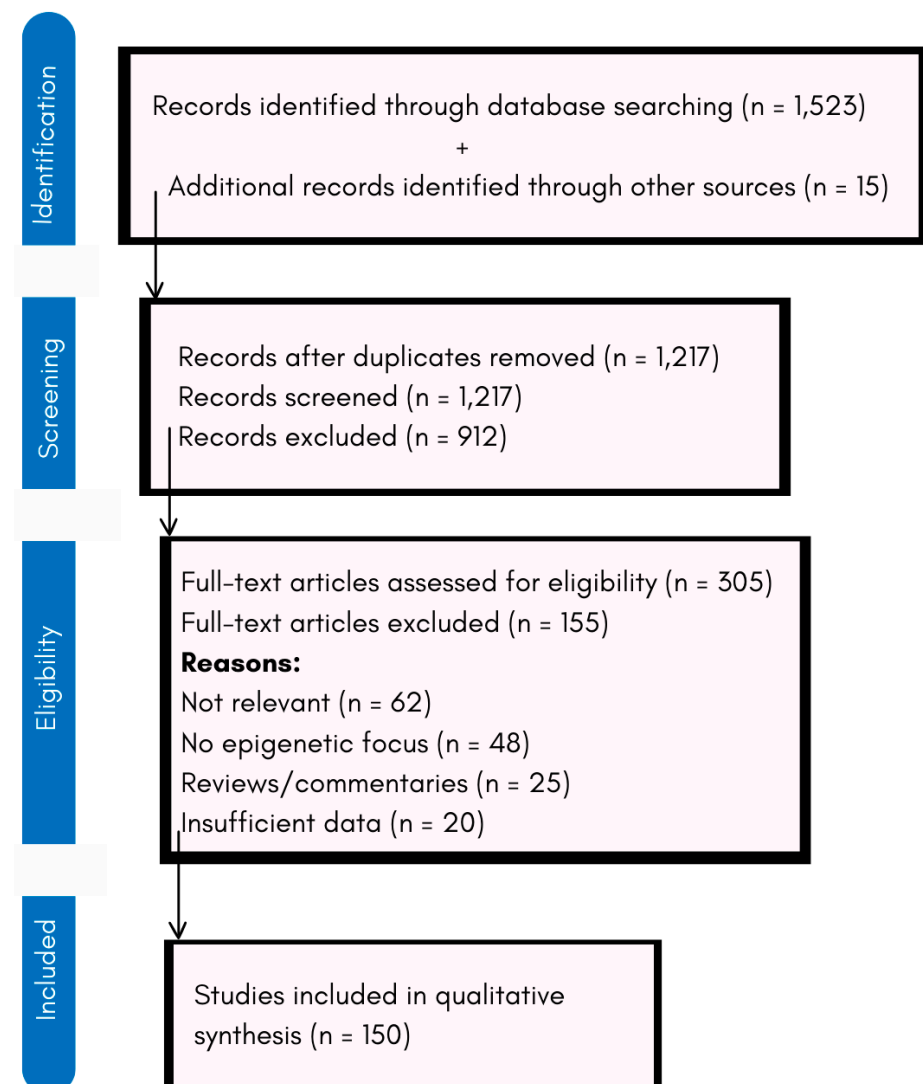 Identification
Records identified through database searching (n = 1,523)
+
Additional records identified through other sources (n = 15)
Screening
Records after duplicates removed (n = 1,217)
Records screened (n = 1,217)
Records excluded (n = 912)
Eligibility
Full-text articles assessed for eligibility (n = 305)
Full-text articles excluded (n = 155)
Reasons:
Not relevant (n = 62)
No epigenetic focus (n = 48)
Reviews/commentaries (n = 25)
Insufficient data (n = 20)
Included
Studies included in qualitative
synthesis (n = 150)